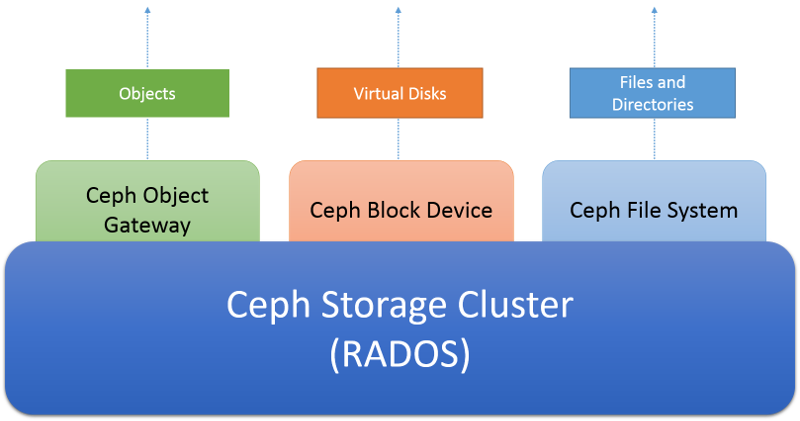 Objects
Virtual Disks
Files and
Directories
Ceph Object
Gateway
Ceph Block Device
Ceph File System
Ceph Storage Cluster
(RADOS)